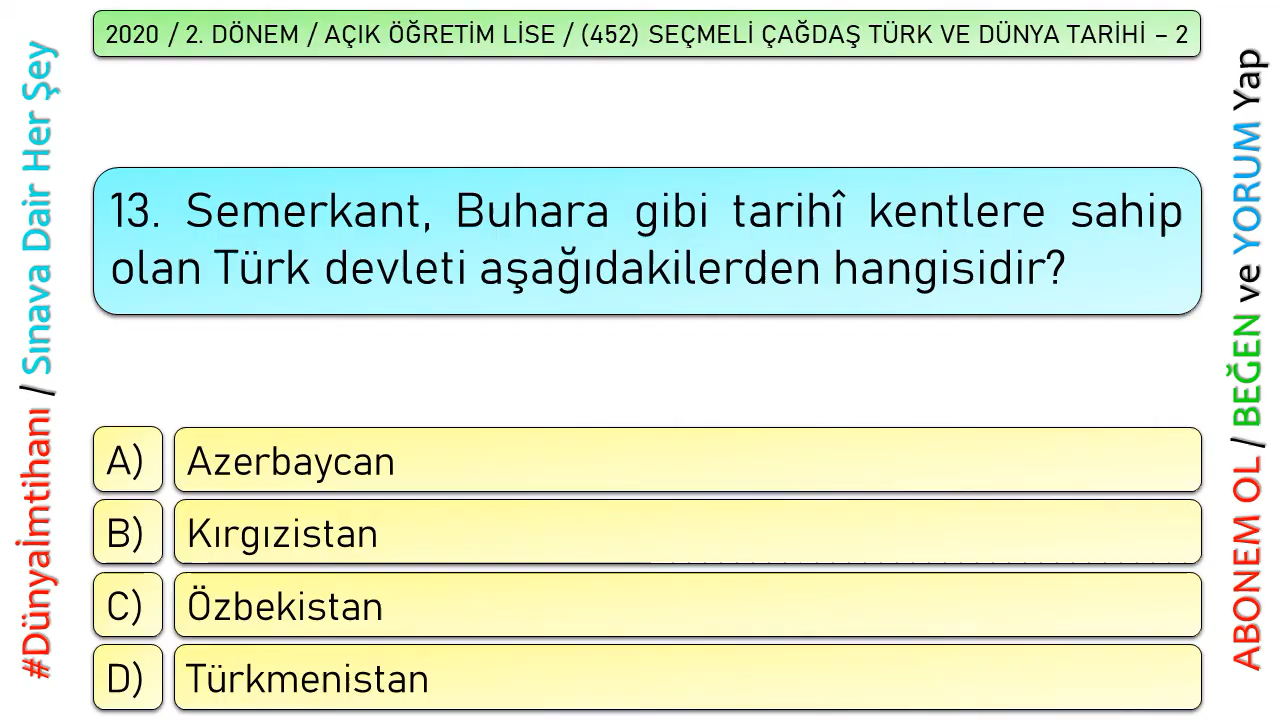 2020 / 2. DÖNEM / AÇIK ÖĞRETİM LİSE / (452) SEÇMELİ ÇAĞDAŞ TÜRK VE DÜNYA TARİHİ – 2
#Dünyaİmtihanı / Sınava Dair Her Şey
13. Semerkant, Buhara gibi tarihî kentlere sahip
olan Türk devleti aşağıdakilerden hangisidir?
A) Azerbaycan
B) Kırgızistan
C) Özbekistan
D) Türkmenistan
ABONEM OL / BEĞEN ve YORUM Yap